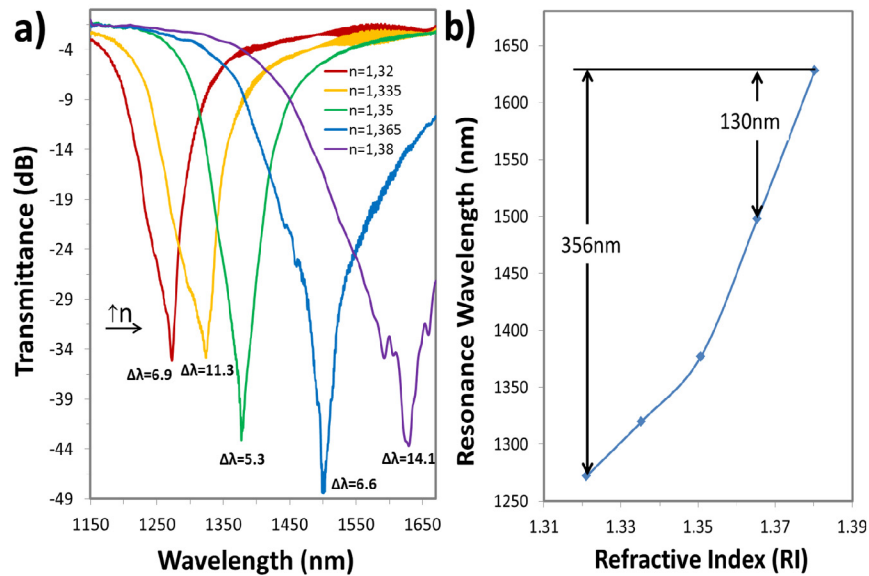 a)
-4
-9
-14
-19
-24
-29
-34
-39
-44
-49
Transmittance (dB)
n=1,32
n=1,335
n=1,35
n=1,365
n=1,38
↑n
Δλ=6.9
Δλ=11.3
Δλ=5.3
Δλ=6.6
Δλ=14.1
1150 1250 1350 1450 1550 1650
Wavelength (nm)
b)
1650
1600
1550
1500
1450
1400
1350
1300
1250
Resonance Wavelength (nm)
130nm
356nm
1.31 1.33 1.35 1.37 1.39
Refractive Index (RI)